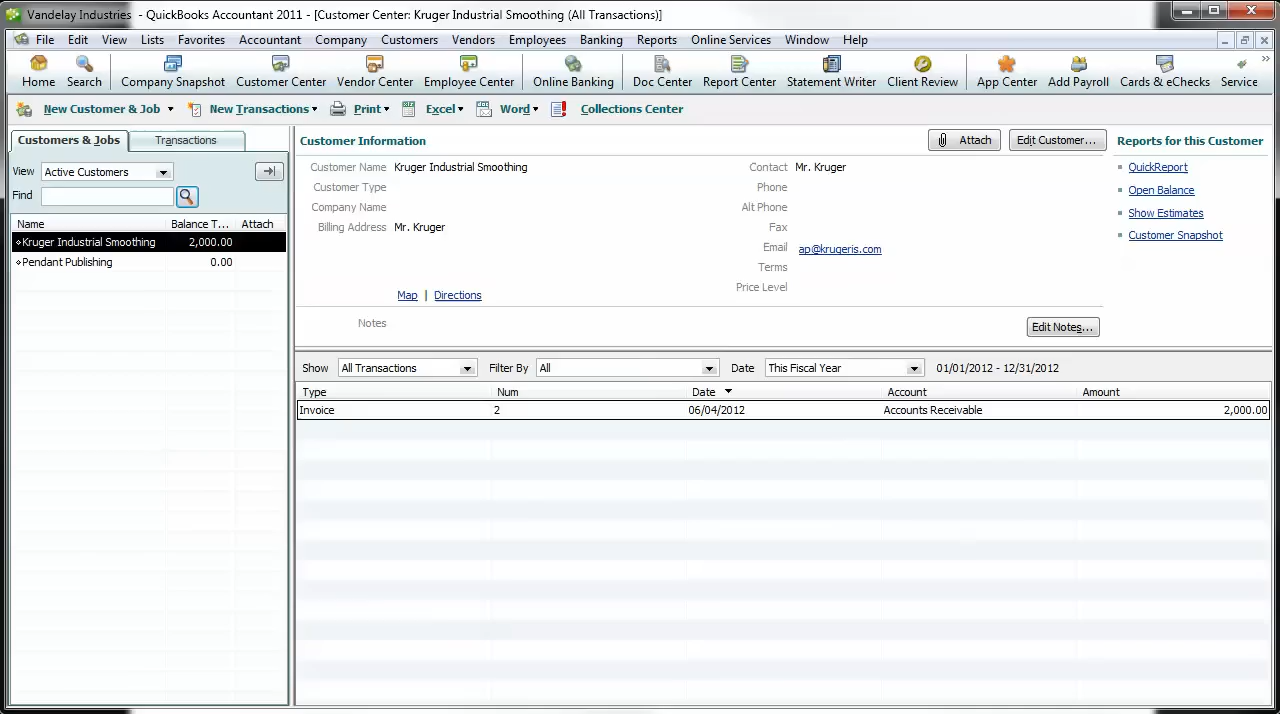 Vandelay Industries - QuickBooks Accountant 2011 - [Customer Center: Kruger Industrial Smoothing (All Transactions)]
File Edit View Lists Favorites Accountant Company Customers Vendors Employees Banking Reports Online Services Window Help
Home Search Company Snapshot Customer Center Vendor Center Employee Center Online Banking Doc Center Report Center Statement Writer Client Review App Center Add Payroll Cards & eChecks Service
New Customer & Job New Transactions Print Excel Word Collections Center
Customers & Jobs Transactions
View Active Customers
Find
Name Balance T... Attach
Kruger Industrial Smoothing 2,000.00
Pendant Publishing 0.00
Customer Information Attach Edit Customer...
Customer Name Kruger Industrial Smoothing Contact Mr. Kruger
Customer Type Phone
Company Name Alt Phone
Billing Address Mr. Kruger Fax
Email ap@krugeris.com
Terms
Price Level
Map | Directions
Notes Edit Notes...
Reports for this Customer
QuickReport
Open Balance
Show Estimates
Customer Snapshot
Show All Transactions Filter By All Date This Fiscal Year 01/01/2012 - 12/31/2012
Type Num Date Account Amount
Invoice 2 06/04/2012 Accounts Receivable 2,000.00